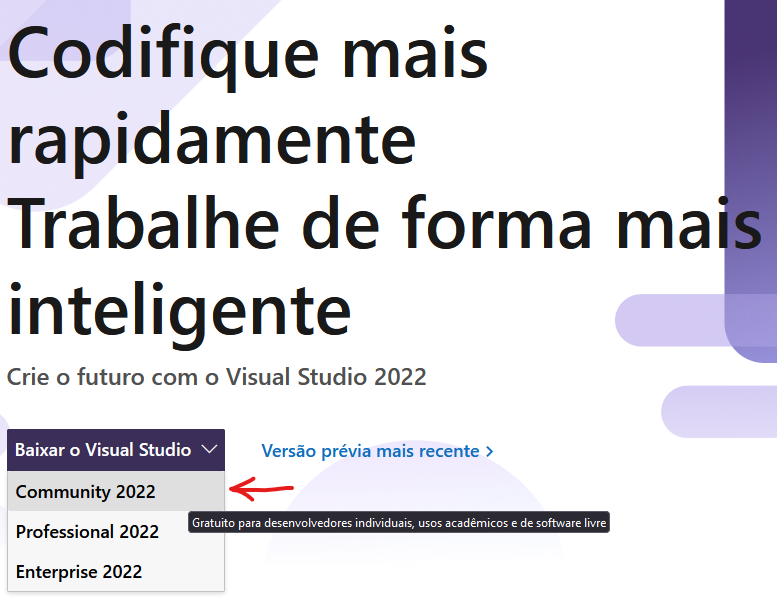 Codifique mais
rapidamente
Trabalhe de forma mais
inteligente
Crie o futuro com o Visual Studio 2022
Baixar o Visual Studio
Versão prévia mais recente
Community 2022
Gratuito para desenvolvedores individuais, usos acadêmicos e de software livre
Professional 2022
Enterprise 2022